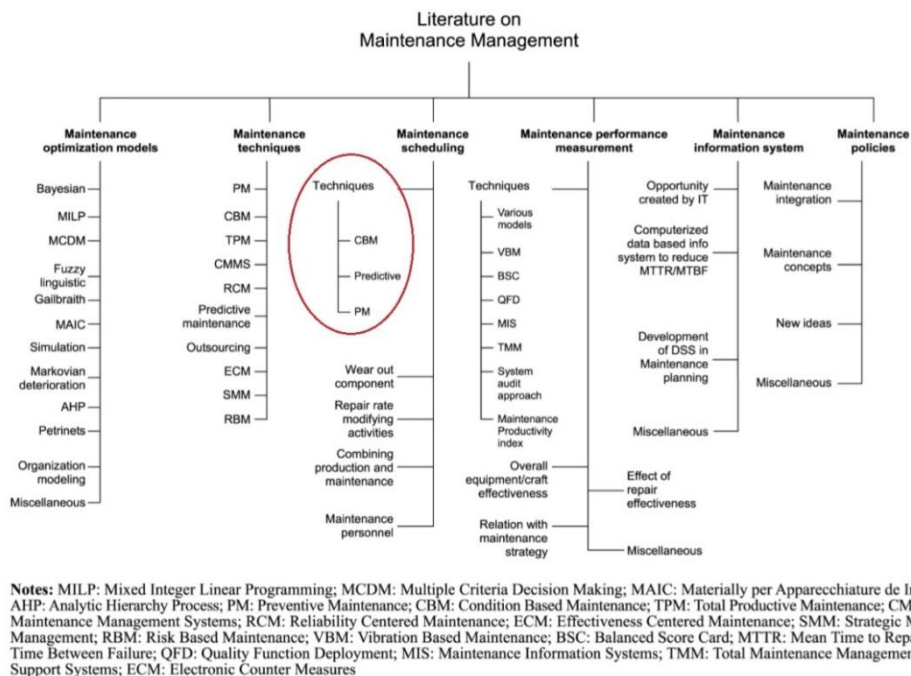 Literature on
Maintenance Management
Maintenance
optimization models
Bayesian
MILP
MCDM
Fuzzy
linguistic
Gailbraith
MAIC
Simulation
Markovian
deterioration
AHP
Petrinets
Organization
modeling
Miscellaneous
Maintenance
techniques
PM
CBM
TPM
CMMS
RCM
Predictive
maintenance
Outsourcing
ECM
SMM
RBM
Maintenance
scheduling
Techniques
CBM
Predictive
PM
Wear out
component
Repair rate
modifying
activities
Combining
production and
maintenance
Maintenance
personnel
Maintenance performance
measurement
Techniques
Various
models
VBM
BSC
QFD
MIS
TMM
System
audit
approach
Maintenance
Productivity
index
Overall
equipment/craft
effectiveness
Relation with
maintenance
strategy
Effect of
repair
effectiveness
Miscellaneous
Maintenance
information system
Opportunity
created by IT
Computerized
data based info
system to reduce
MTTR/MTBF
Development
of DSS in
Maintenance
planning
Miscellaneous
Maintenance
policies
Maintenance
integration
Maintenance
concepts
New ideas
Miscellaneous
Notes: MILP: Mixed Integer Linear Programming; MCDM: Multiple Criteria Decision Making; MAIC: Materially per Apparecchiature de
AHP: Analytic Hierarchy Process; PM: Preventive Maintenance; CBM: Condition Based Maintenance; TPM: Total Productive Maintenance;
Maintenance Management Systems; RCM: Reliability Centered Maintenance; ECM: Effectiveness Centered Maintenance; SMM: Strategic
Management; RBM: Risk Based Maintenance; VBM: Vibration Based Maintenance; BSC: Balanced Score Card; MTTR: Mean Time to
Time Between Failure; QFD: Quality Function Deployment; MIS: Maintenance Information Systems; TMM: Total Maintenance
Support Systems; ECM: Electronic Counter Measures